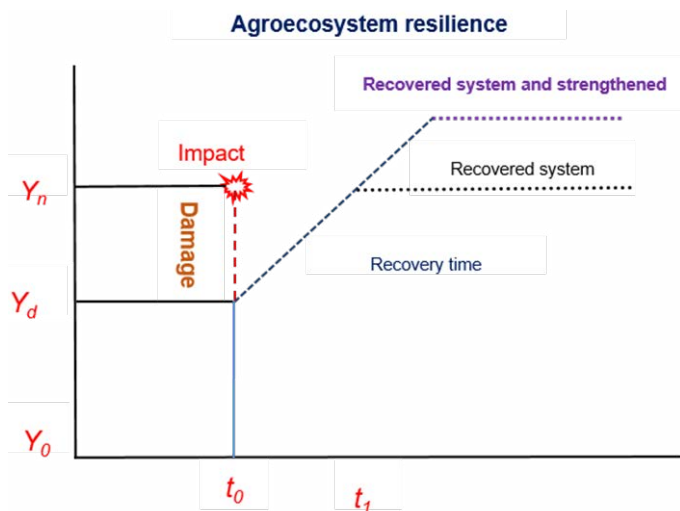 Agroecosystem resilience
Recovered system and strengthened
Impact
Recovered system
Yn
Damage
Recovery time
Yd
Y0
t0
t1